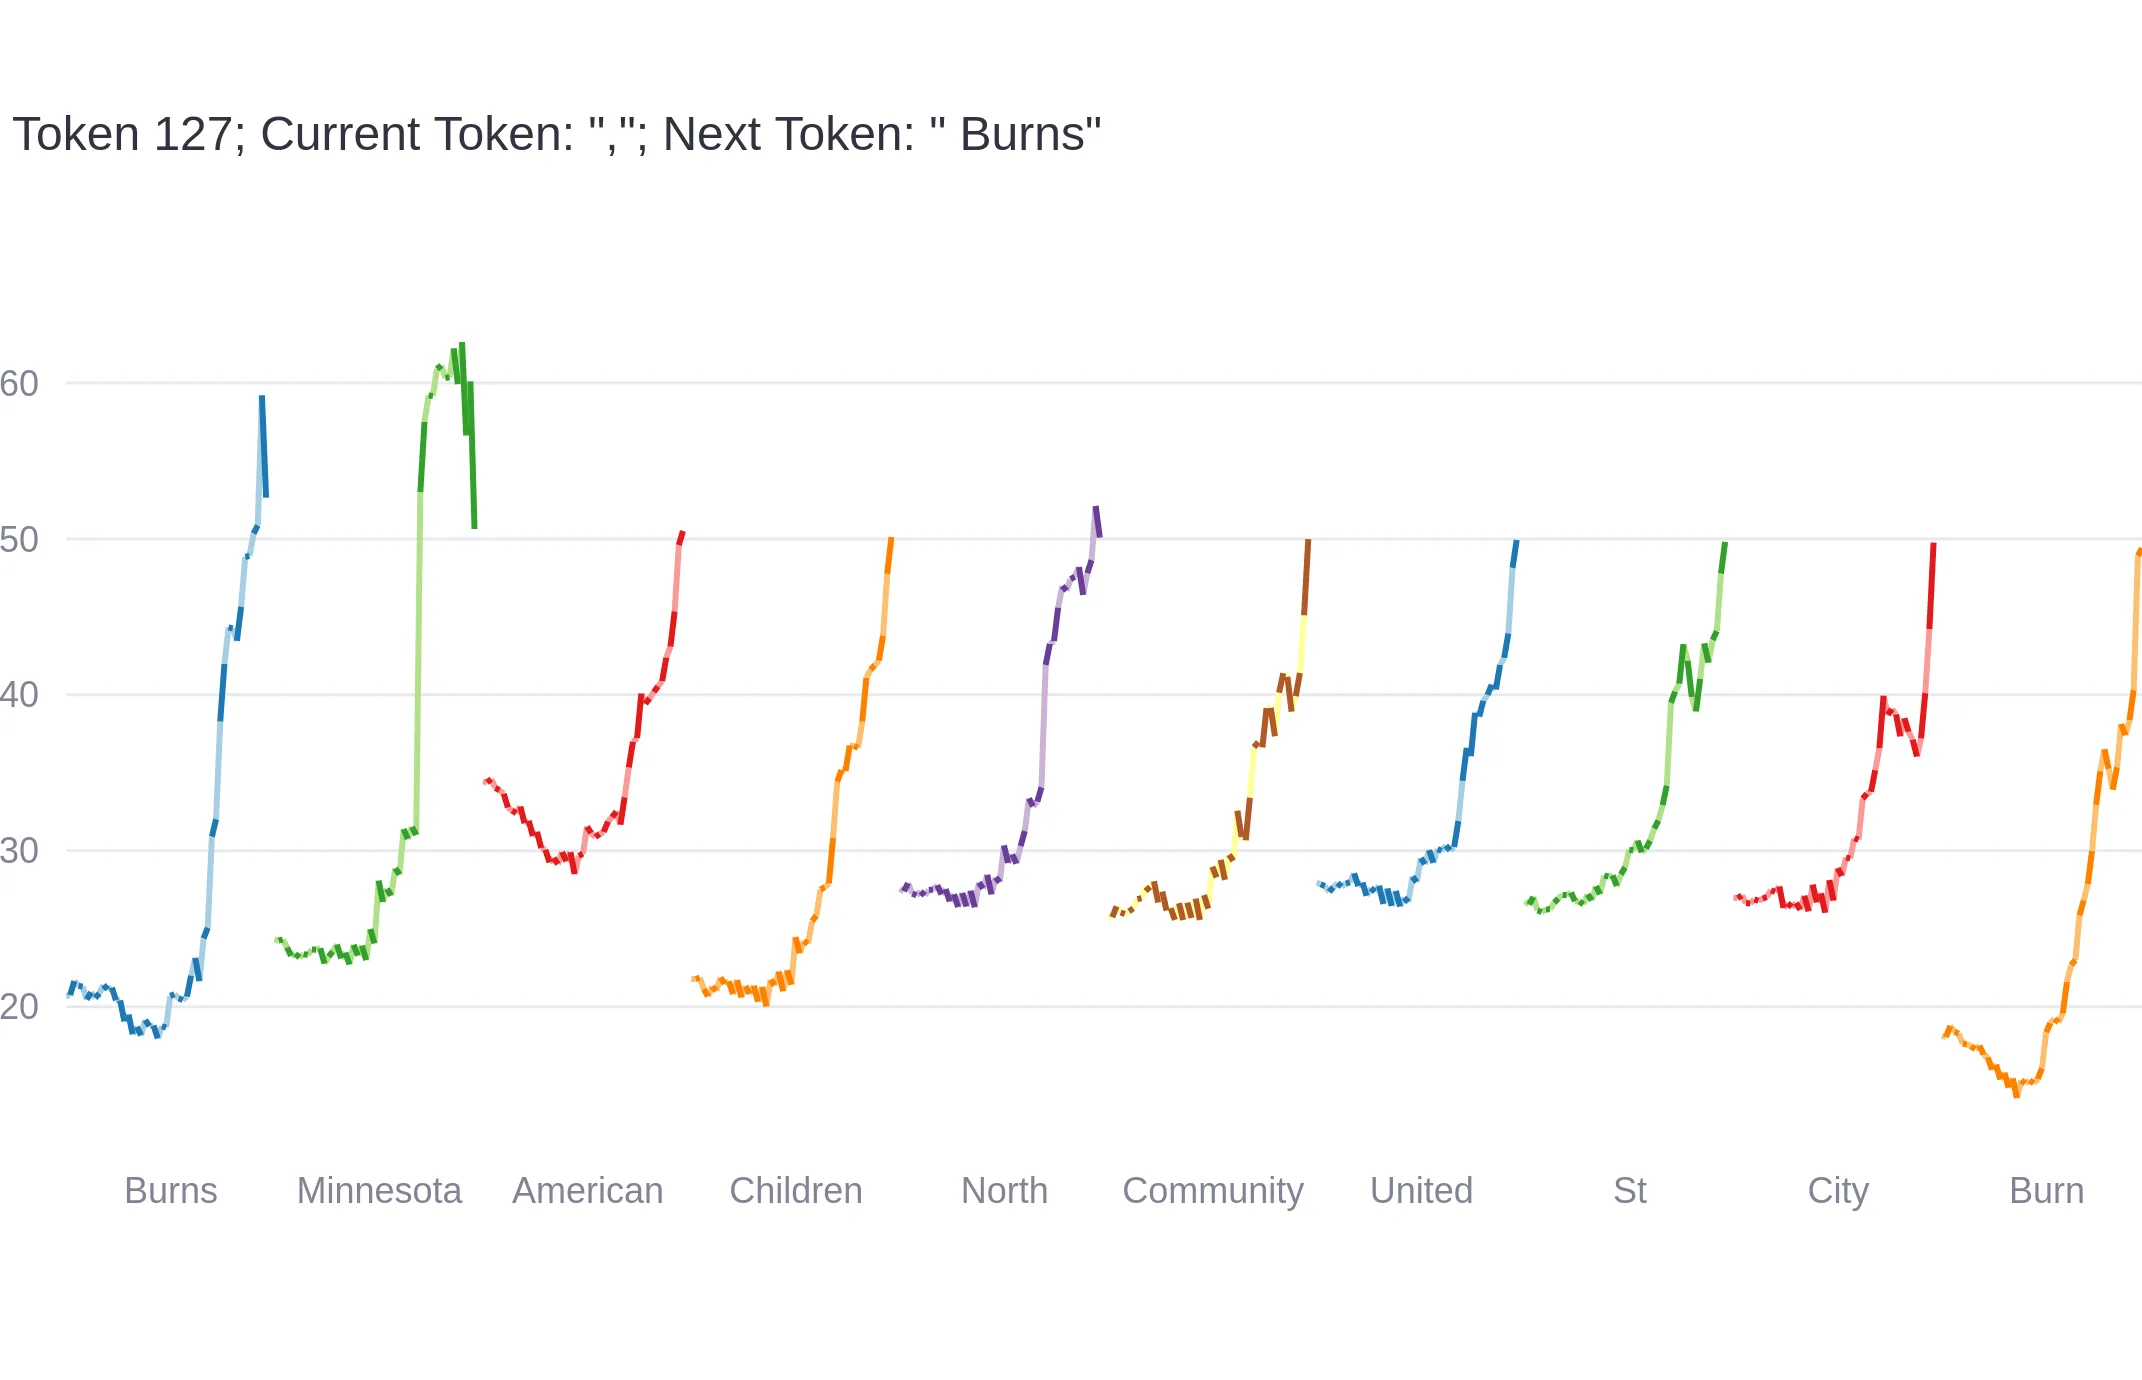 Token 127; Current Token: ","; Next Token: " Burns"
60
50
40
30
20
Burns Minnesota American Children North Community United St City Burn